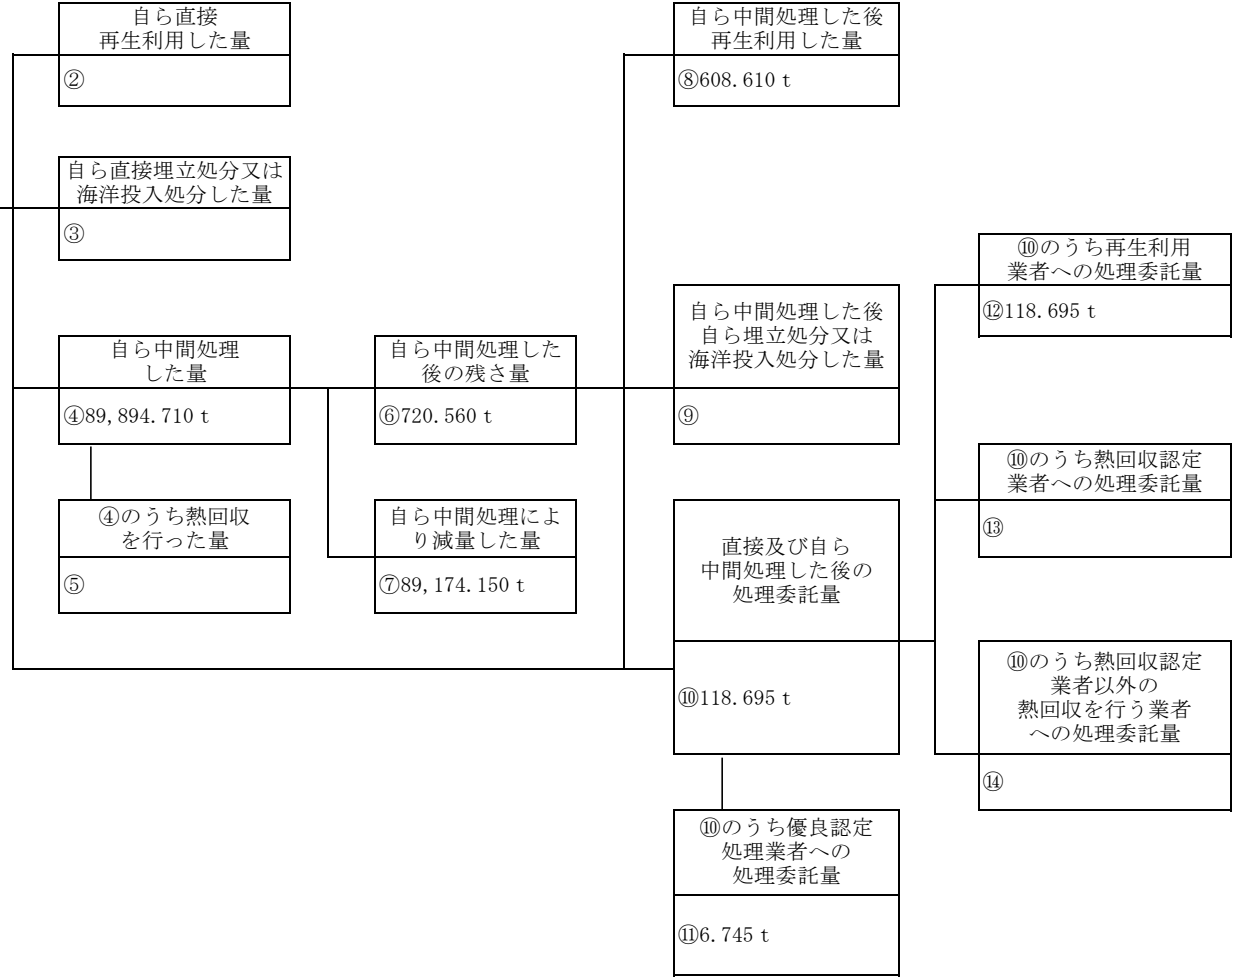 自ら直接
再生利用した量
②
自ら中間処理した後
再生利用した量
⑧608.610 t
自ら直接埋立処分又は
海洋投入処分した量
③
⑩のうち再生利用
業者への処理委託量
⑫118.695 t
自ら中間処理した後
自ら埋立処分又は
海洋投入処分した量
⑨
自ら中間処理
した量
④89,894.710 t
自ら中間処理した
後の残さ量
⑥720.560 t
⑩のうち熱回収認定
業者への処理委託量
⑬
④のうち熱回収
を行った量
⑤
自ら中間処理によ
り減量した量
⑦89,174.150 t
直接及び自ら
中間処理した後の
処理委託量
⑩118.695 t
⑩のうち熱回収認定
業者以外の
熱回収を行う業者
への処理委託量
⑭
⑩のうち優良認定
処理業者への
処理委託量
⑪6.745 t